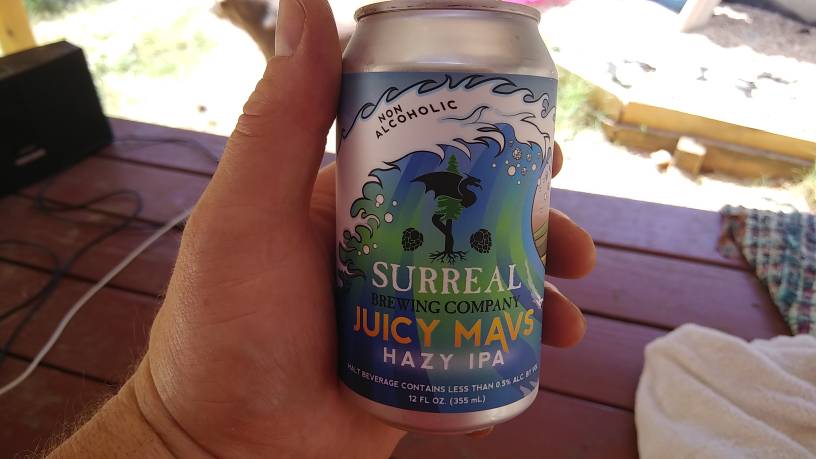 NON
ALCOHOLIC
SURREAL
BREWING COMPANY
JUICY MAVS
HAZY IPA
MALT BEVERAGE CONTAINS LESS THAN 0.5% ALC. BY VOL.
12 FL. OZ. (355 mL)